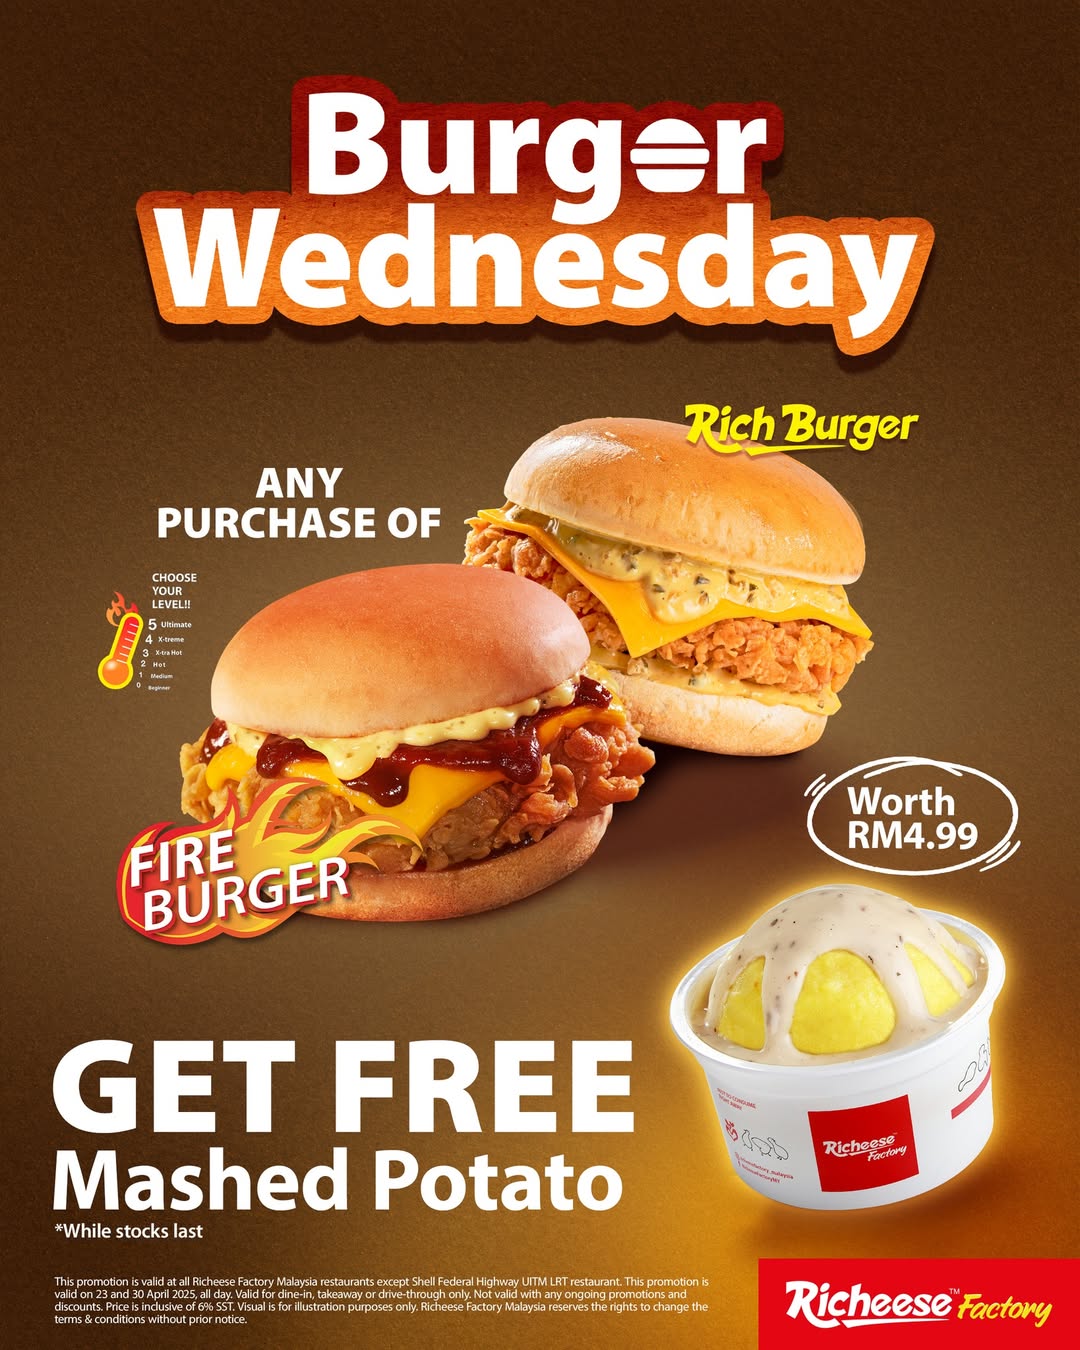 Burger
Wednesday
Rich Burger
ANY
PURCHASE OF
CHOOSE
YOUR
LEVEL!!
5 Ultimate
4 X-treme
3 X-tra Hot
2 Hot
1 Medium
0 Beginner
FIRE
BURGER
Worth
RM4.99
GET FREE
Mashed Potato
*While stocks last
Richeese
Factory
This promotion is valid at all Richeese Factory Malaysia restaurants except Shell Federal Highway UITM LRT restaurant. This promotion is
valid on 23 and 30 April 2025, all day. Valid for dine-in, takeaway or drive-through only. Not valid with any ongoing promotions and
discounts. Price is inclusive of 6% SST. Visual is for illustration purposes only. Richeese Factory Malaysia reserves the rights to change the
terms & conditions without prior notice.
Richeese™ Factory